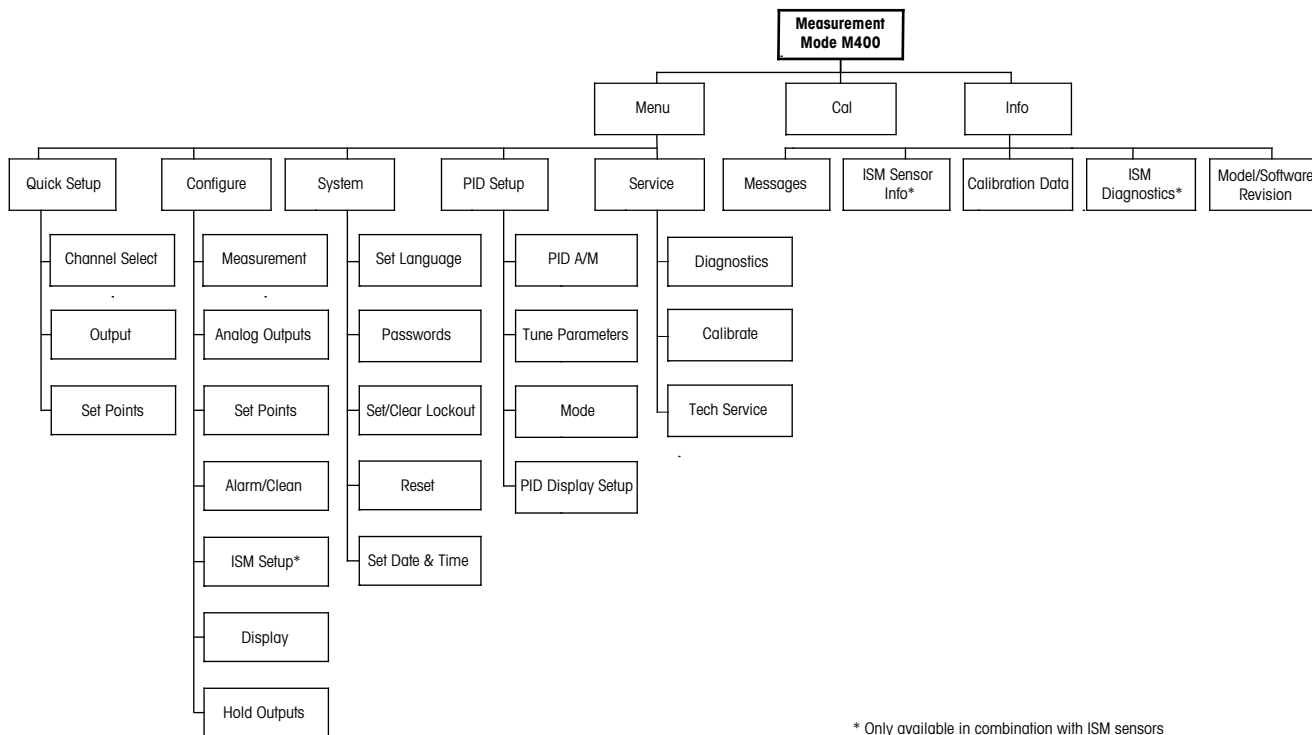 Measurement
Mode M400
Menu
Cal
Info
Quick Setup
Configure
System
PID Setup
Service
Messages
ISM Sensor
Info*
Calibration Data
ISM
Diagnostics*
Model/Software
Revision
Channel Select
Measurement
Set Language
PID A/M
Diagnostics
Output
Analog Outputs
Passwords
Tune Parameters
Calibrate
Set Points
Set Points
Set/Clear Lockout
Mode
Tech Service
Alarm/Clean
Reset
PID Display Setup
ISM Setup*
Set Date & Time
Display
Hold Outputs
* Only available in combination with ISM sensors